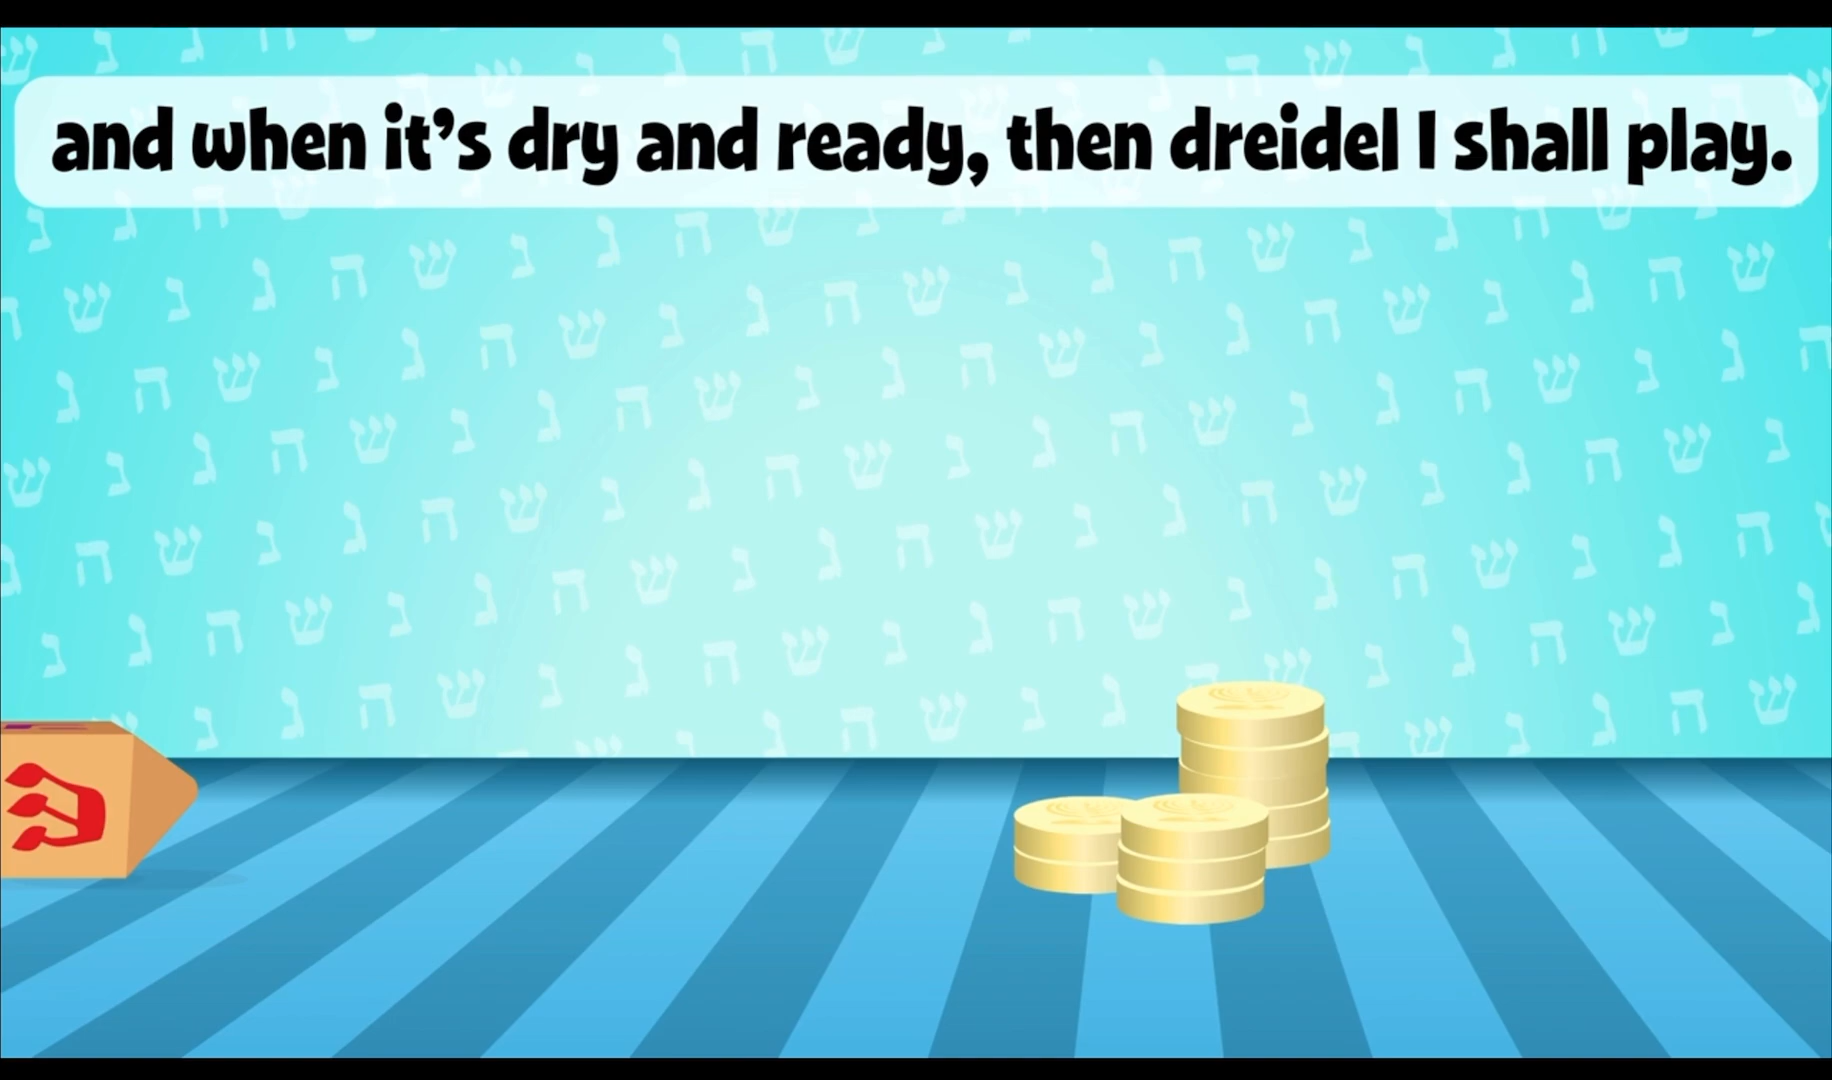 and when it's dry and ready, then dreidel I shall play.
ש